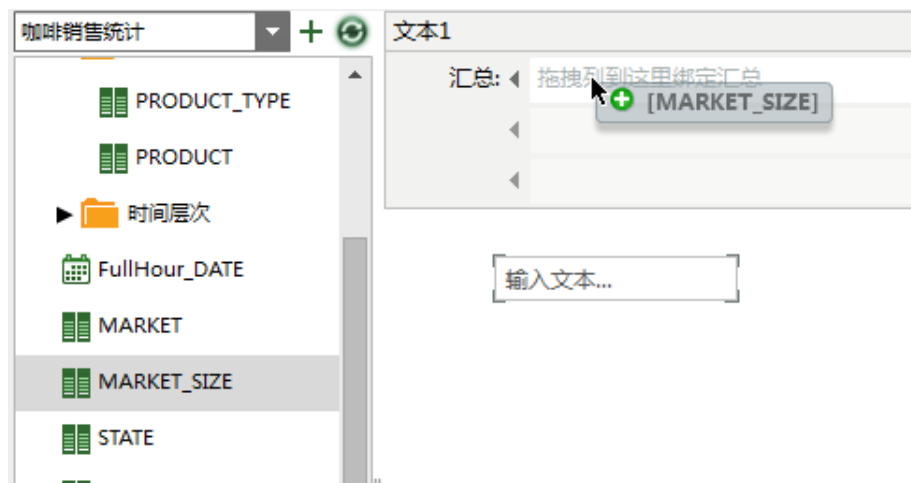 咖啡销售统计
PRODUCT_TYPE
PRODUCT
时间层次
FullHour_DATE
MARKET
MARKET_SIZE
STATE
文本1
汇总: 拖拽列到这里绑定汇总
[MARKET_SIZE]
输入文本...